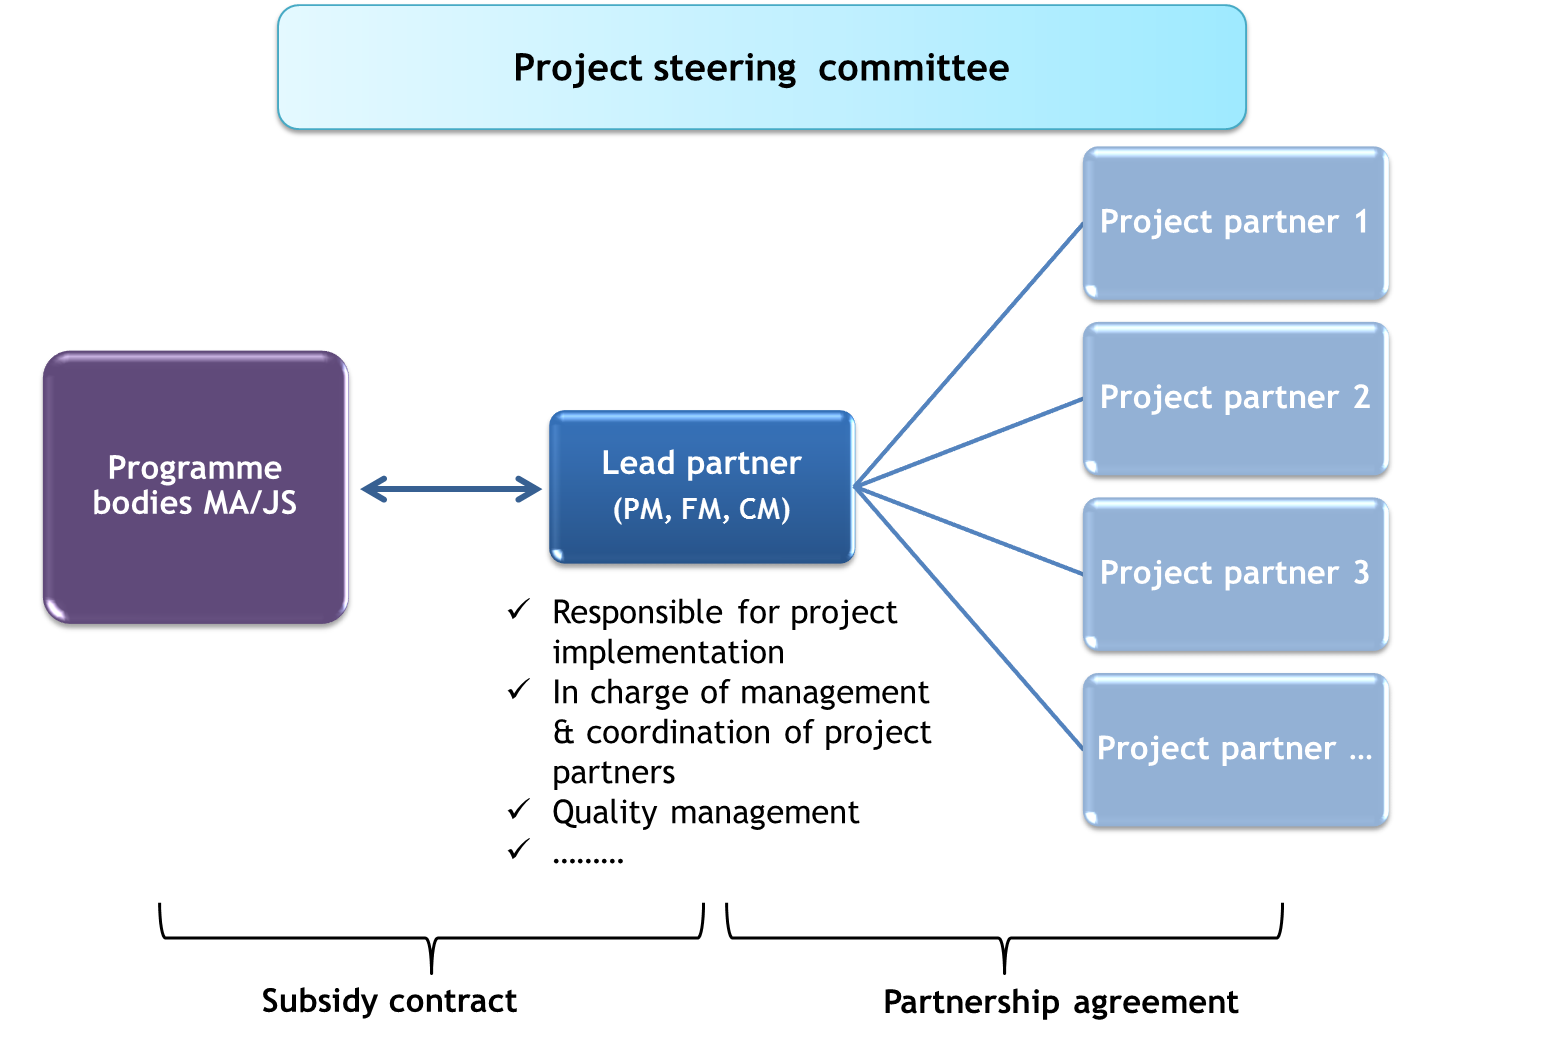 Project steering committee
Project partner 1
Project partner 2
Project partner 3
Project partner ...
Programme
bodies MA/JS
Lead partner
(PM, FM, CM)
✓ Responsible for project
implementation
✓ In charge of management
& coordination of project
partners
✓ Quality management
✓ .........
Subsidy contract
Partnership agreement